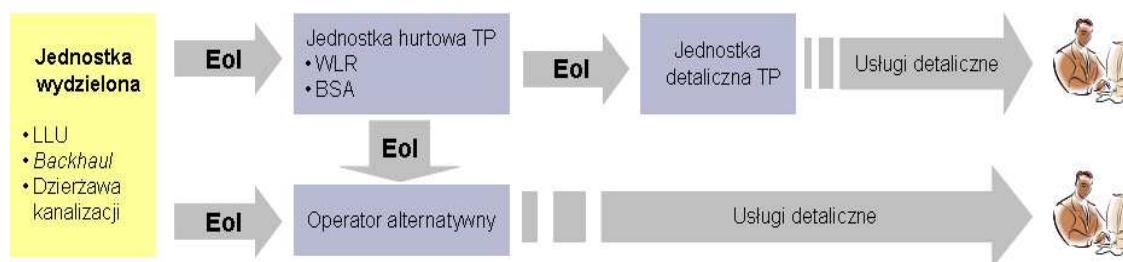 Jednostka
wydzielona
• LLU
• Backhaul
• Dzierżawa
kanalizacji
EoI
Jednostka hurtowa TP
• WLR
• BSA
EoI
Jednostka
detaliczna TP
Usługi detaliczne
EoI
EoI
Operator alternatywny
Usługi detaliczne